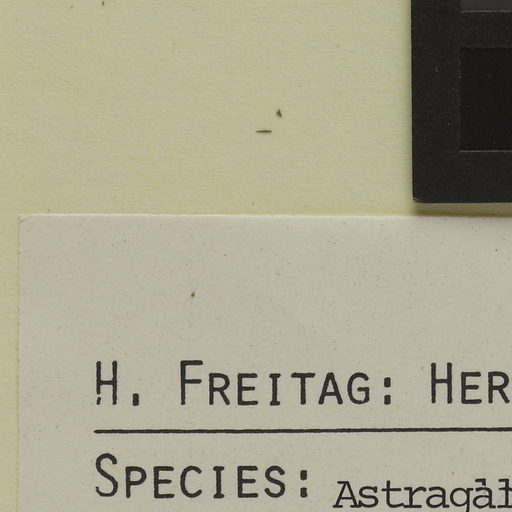 H. FREITAG: HER
SPECIES: Astragal